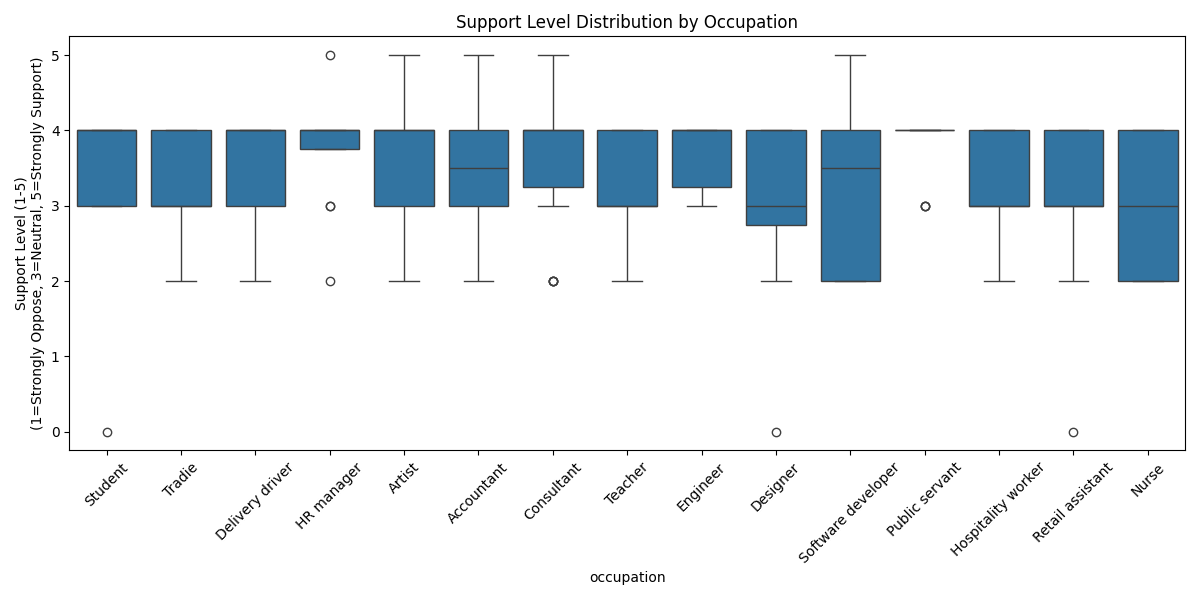 Support Level Distribution by Occupation
Support Level (1-5)
(1=Strongly Oppose, 3=Neutral, 5=Strongly Support)
5
4
3
2
1
0
Student
Tradie
Delivery driver
HR manager
Artist
Accountant
Consultant
Teacher
Engineer
Designer
Software developer
Public servant
Hospitality worker
Retail assistant
Nurse
occupation